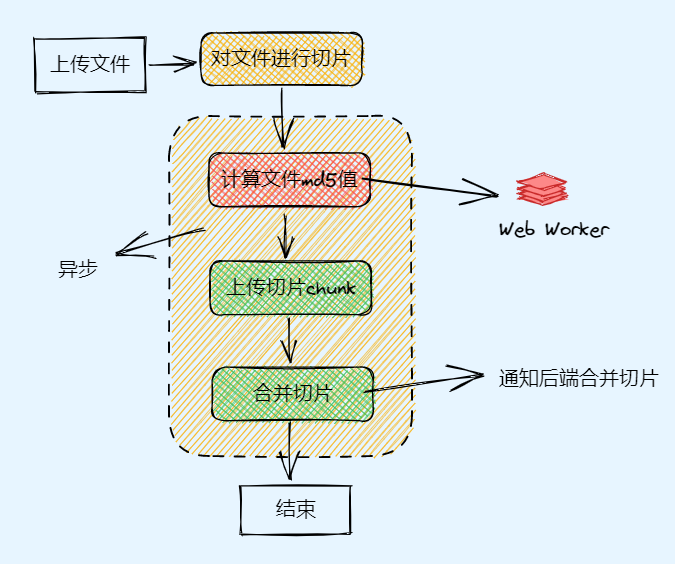 上传文件
对文件进行切片
计算文件md5值
Web Worker
异步
上传切片chunk
合并切片
通知后端合并切片
结束